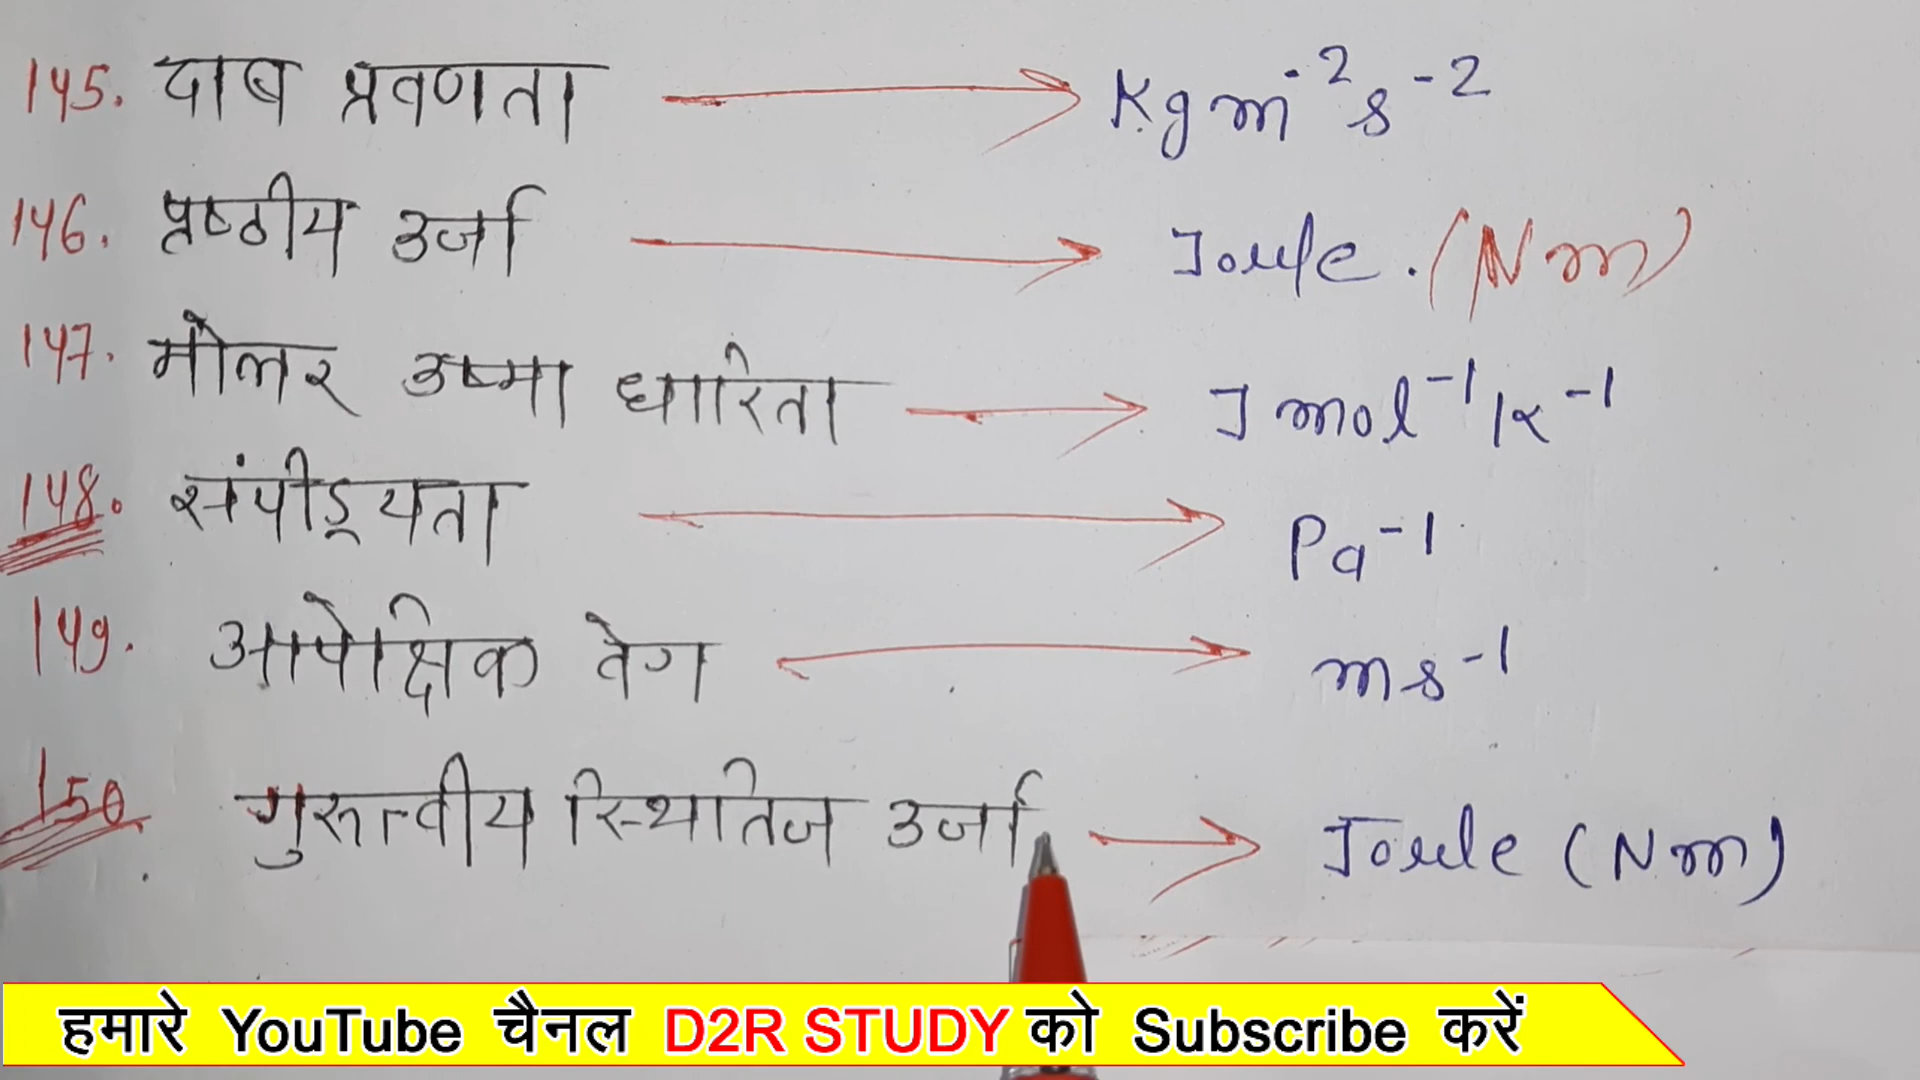 145. दाब प्रवणता → Kg m⁻² s⁻²
146. पृष्ठीय उर्जा → Joule. (Nm)
147. मोलर उष्मा धारिता → J mol⁻¹ K⁻¹
148. संपीड्यता → Pa⁻¹
149. आपेक्षिक वेग → ms⁻¹
150. गुरूत्वीय स्थितिज उर्जा → Joule (Nm)
हमारे YouTube चैनल D2R STUDY को Subscribe करें